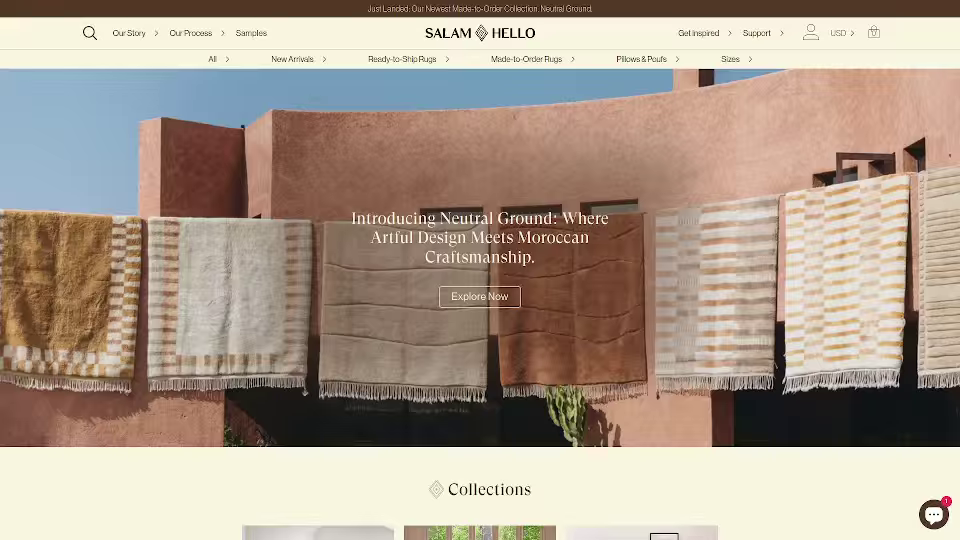 Just Landed: Our Newest Made-to-Order Collection, Neutral Ground.
Our Story
Our Process
Samples
SALAM HELLO
Get Inspired
Support
USD
0
All
New Arrivals
Ready-to-Ship Rugs
Made-to-Order Rugs
Pillows & Poufs
Sizes
Introducing Neutral Ground: Where
Artful Design Meets Moroccan
Craftsmanship.
Explore Now
Collections
1